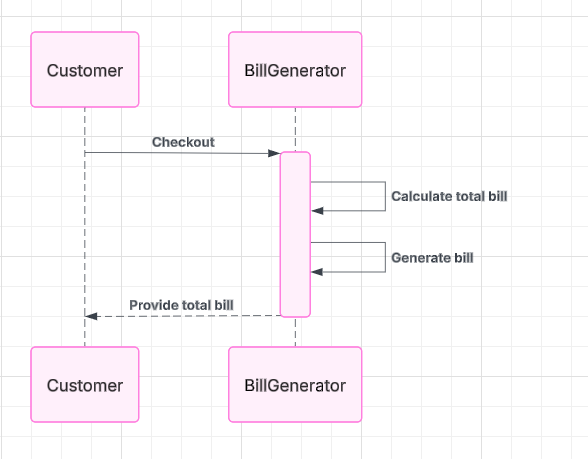 Customer
BillGenerator
Checkout
Calculate total bill
Generate bill
Provide total bill
Customer
BillGenerator